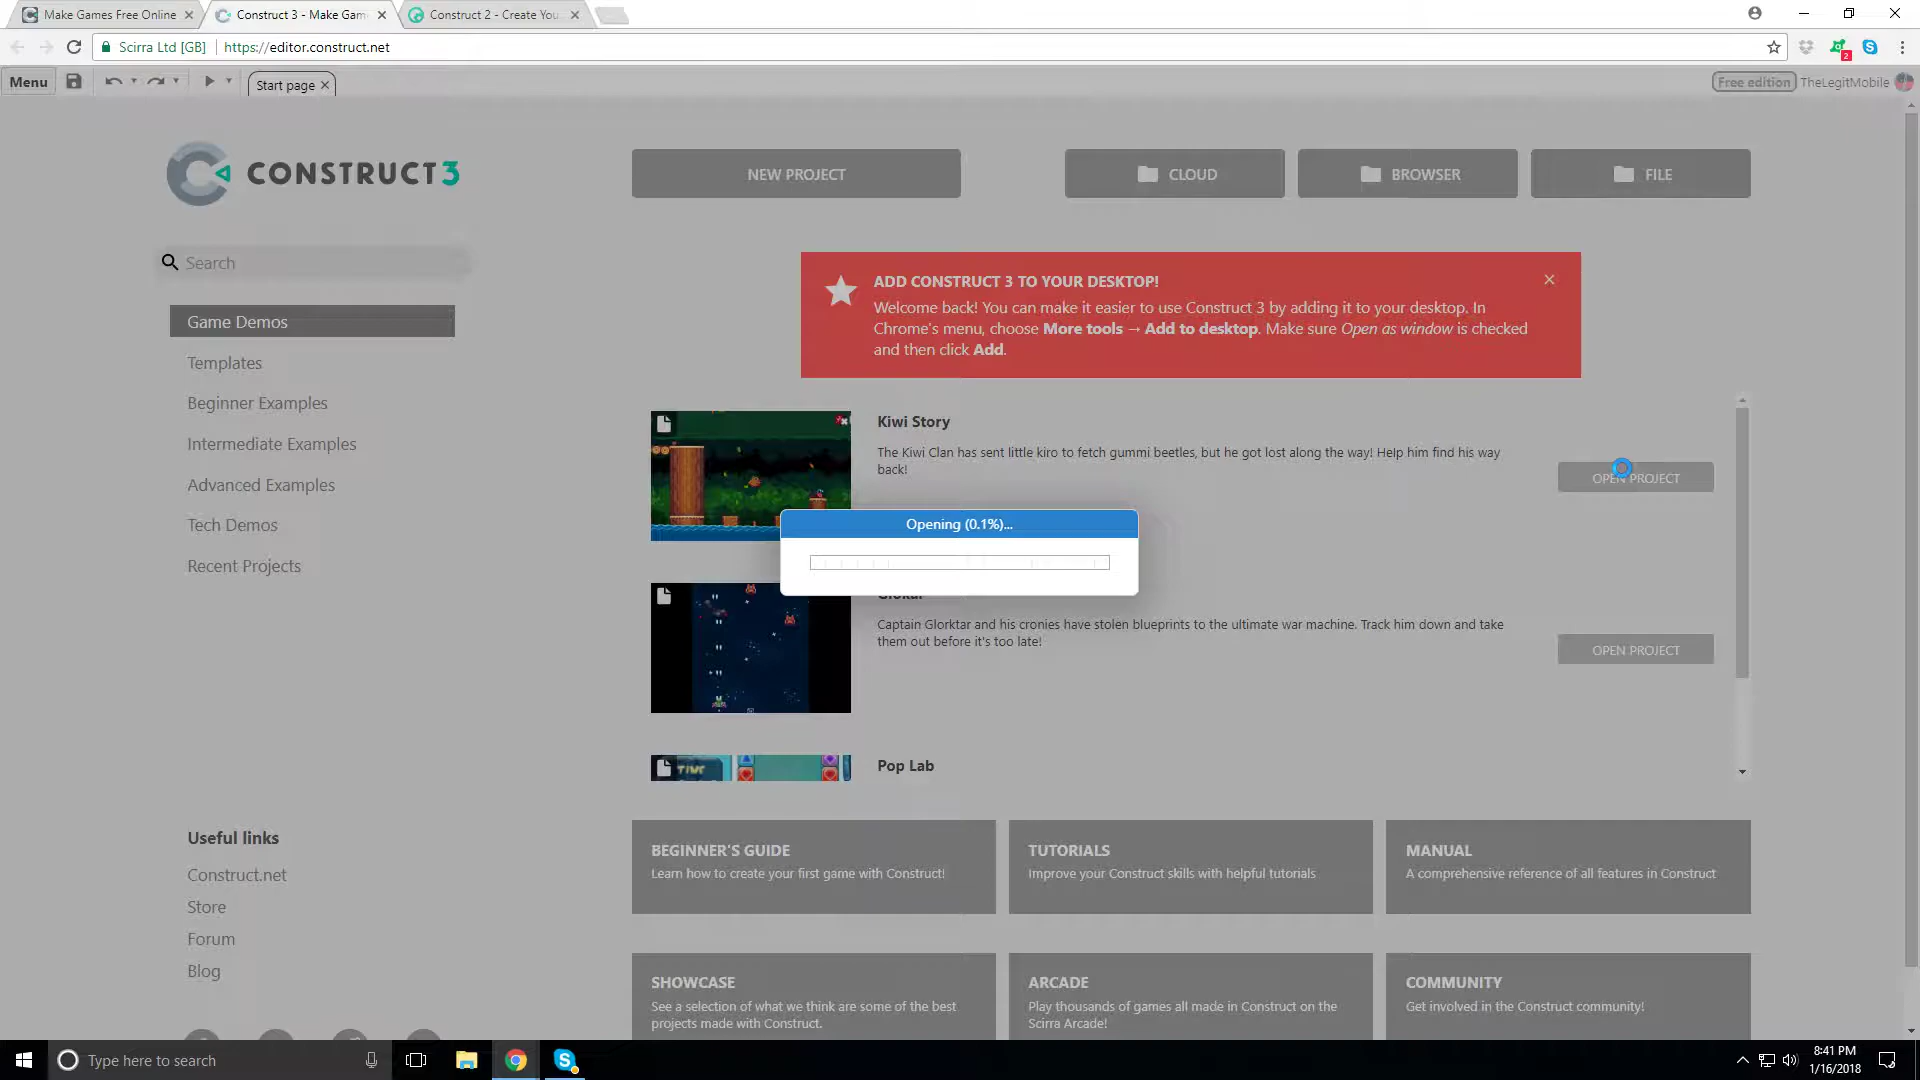 Make Games Free Online
Construct 3 - Make Gam
Construct 2 - Create You
Scirra Ltd [GB]
https://editor.construct.net
2
Menu
Start page
Free edition
TheLegitMobile
CONSTRUCT 3
NEW PROJECT
CLOUD
BROWSER
FILE
Search
ADD CONSTRUCT 3 TO YOUR DESKTOP!
Welcome back! You can make it easier to use Construct 3 by adding it to your desktop. In
Chrome's menu, choose More tools → Add to desktop. Make sure Open as window is checked
and then click Add.
Game Demos
Templates
Beginner Examples
Intermediate Examples
Advanced Examples
Tech Demos
Recent Projects
Kiwi Story
The Kiwi Clan has sent little kiro to fetch gummi beetles, but he got lost along the way! Help him find his way
back!
OPEN PROJECT
Opening (0.1%)...
Captain Glorktar and his cronies have stolen blueprints to the ultimate war machine. Track him down and take
them out before it's too late!
OPEN PROJECT
TIME
Pop Lab
Useful links
Construct.net
Store
Forum
Blog
BEGINNER'S GUIDE
Learn how to create your first game with Construct!
TUTORIALS
Improve your Construct skills with helpful tutorials
MANUAL
A comprehensive reference of all features in Construct
SHOWCASE
See a selection of what we think are some of the best
projects made with Construct.
ARCADE
Play thousands of games all made in Construct on the
Scirra Arcade!
COMMUNITY
Get involved in the Construct community!
Type here to search
8:41 PM
1/16/2018